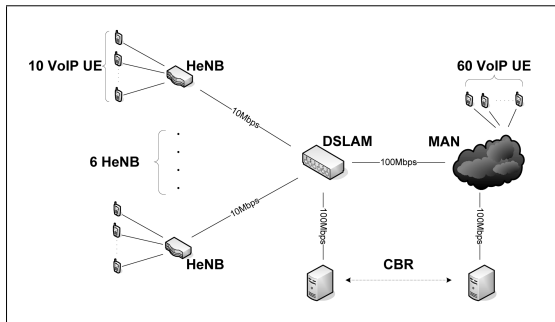 10 VoIP UE
HeNB
60 VoIP UE
10Mbps
DSLAM
MAN
6 HeNB
100Mbps
10Mbps
HeNB
100Mbps
100Mbps
CBR